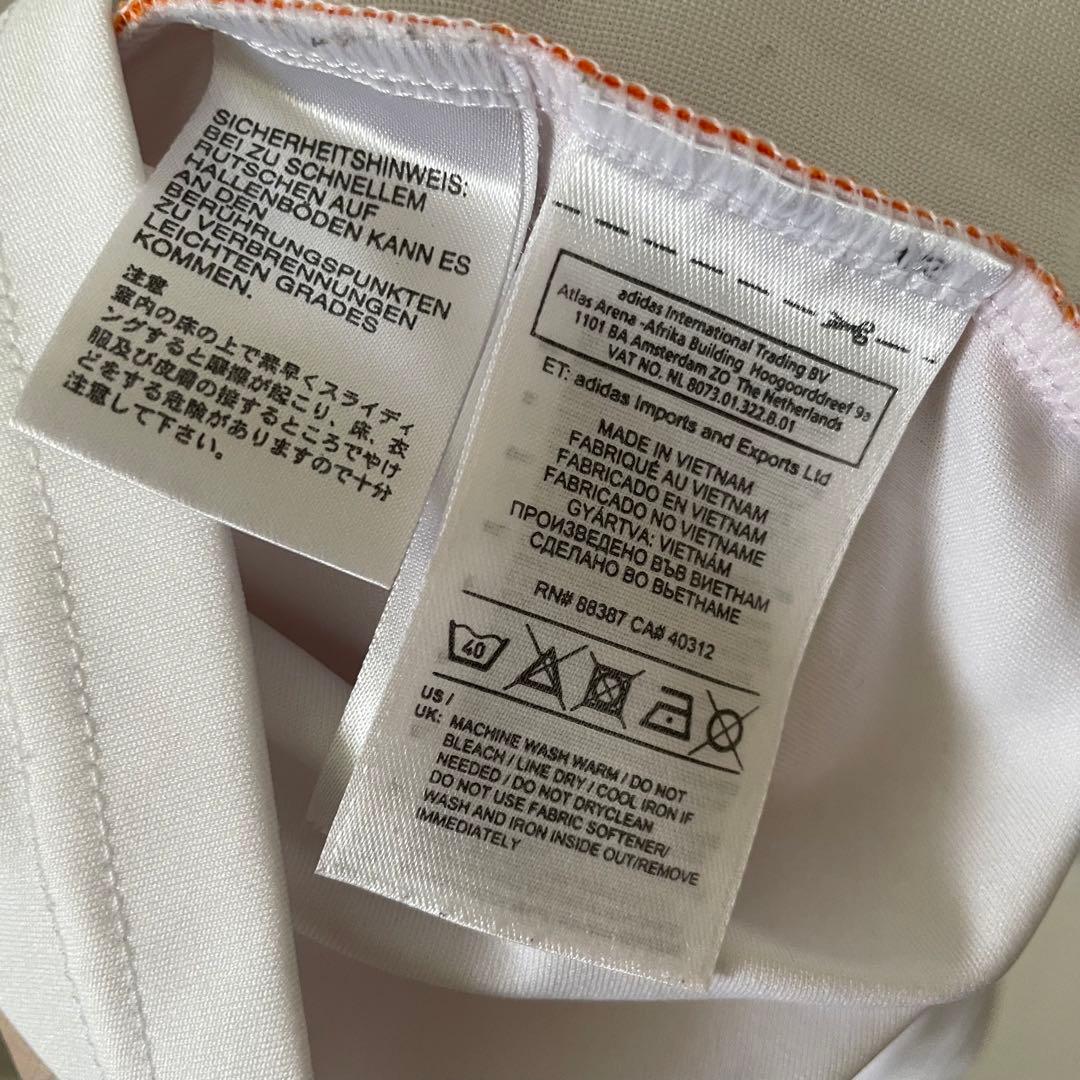 SICHERHEITSHINWEIS:
BEI ZU SCHNELLEM
RUTSCHEN AUF
HALLENBÖDEN KANN ES
AN DEN
ZU VERBRENNUNGEN
LEICHTEN GRADES
KOMMEN.
注意
室内の床の上で素早くスライディ
ングすると摩擦が起こり、床、衣
服及び皮膚の接するところでやけ
どをする危険がありますので十分
注意して下さい。
adidas International Trading BV
Atlas Arena -Afrika Building Hoogoorddreef 9a
1101 BA Amsterdam ZO The Netherlands
VAT NO. NL 8073.01.322.B.01
ET: adidas Imports and Exports Ltd
MADE IN VIETNAM
FABRIQUÉ AU VIETNAM
FABRICADO EN VIETNAM
FABRICADO NO VIETNAM
GYÁRTVA: VIETNÁM
ПРОИЗВЕДЕНО ВЪВ ВИЕТНАМ
СДЕЛАНО ВО ВЬЕТНАМЕ
RN# 88387 CA# 40312
40
US /
UK: MACHINE WASH WARM / DO NOT
BLEACH / LINE DRY / COOL IRON IF
NEEDED / DO NOT DRYCLEAN
DO NOT USE FABRIC SOFTENER/
WASH AND IRON INSIDE OUT/REMOVE
IMMEDIATELY